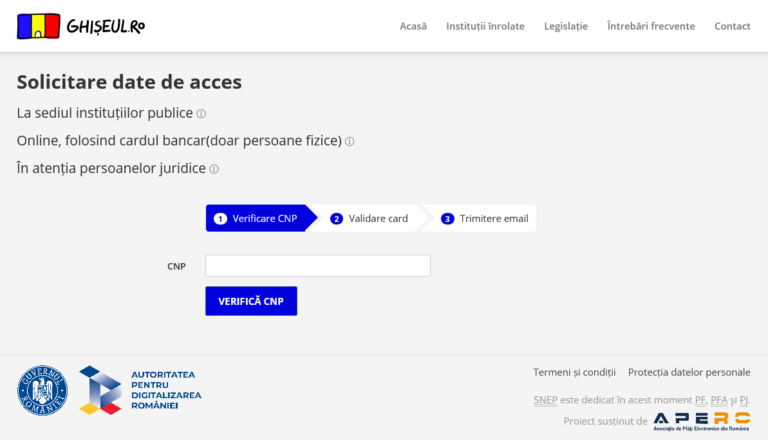 GHIȘEUL.RO
Acasă Instituții înrolate Legislație Întrebări frecvente Contact
Solicitare date de acces
La sediul instituțiilor publice ⓘ
Online, folosind cardul bancar(doar persoane fizice) ⓘ
În atenția persoanelor juridice ⓘ
1 Verificare CNP 2 Validare card 3 Trimitere email
CNP
VERIFICĂ CNP
GUVERNUL ROMÂNIEI
AUTORITATEA
PENTRU
DIGITALIZAREA
ROMÂNIEI
Termeni și condiții Protecția datelor personale
SNEP este dedicat în acest moment PF, PFA și PJ.
Proiect susținut de APERO
Asociația de Plăți Electronice din România